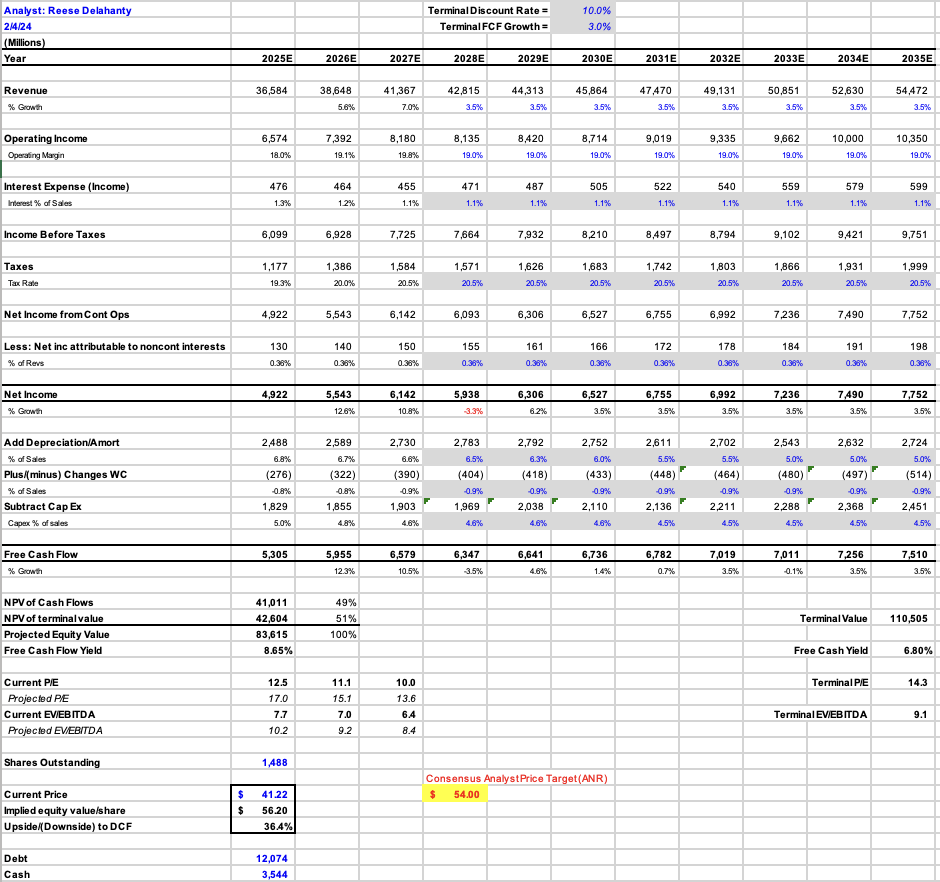 Analyst: Reese Delahanty Terminal Discount Rate = 10.0%
2/4/24 Terminal FCF Growth = 3.0%
(Millions)
Year 2025E 2026E 2027E 2028E 2029E 2030E 2031E 2032E 2033E 2034E 2035E
Revenue 36,584 38,648 41,367 42,815 44,313 45,864 47,470 49,131 50,851 52,630 54,472
% Growth 5.6% 7.0% 3.5% 3.5% 3.5% 3.5% 3.5% 3.5% 3.5% 3.5%
Operating Income 6,574 7,392 8,180 8,135 8,420 8,714 9,019 9,335 9,662 10,000 10,350
Operating Margin 18.0% 19.1% 19.8% 19.0% 19.0% 19.0% 19.0% 19.0% 19.0% 19.0% 19.0%
Interest Expense (Income) 476 464 455 471 487 505 522 540 559 579 599
Interest % of Sales 1.3% 1.2% 1.1% 1.1% 1.1% 1.1% 1.1% 1.1% 1.1% 1.1% 1.1%
Income Before Taxes 6,099 6,928 7,725 7,664 7,932 8,210 8,497 8,794 9,102 9,421 9,751
Taxes 1,177 1,386 1,584 1,571 1,626 1,683 1,742 1,803 1,866 1,931 1,999
Tax Rate 19.3% 20.0% 20.5% 20.5% 20.5% 20.5% 20.5% 20.5% 20.5% 20.5% 20.5%
Net Income from Cont Ops 4,922 5,543 6,142 6,093 6,306 6,527 6,755 6,992 7,236 7,490 7,752
Less: Net inc attributable to noncont interests 130 140 150 155 161 166 172 178 184 191 198
% of Revs 0.36% 0.36% 0.36% 0.36% 0.36% 0.36% 0.36% 0.36% 0.36% 0.36% 0.36%
Net Income 4,922 5,543 6,142 5,938 6,306 6,527 6,755 6,992 7,236 7,490 7,752
% Growth 12.6% 10.8% -3.3% 6.2% 3.5% 3.5% 3.5% 3.5% 3.5% 3.5%
Add Depreciation/Amort 2,488 2,589 2,730 2,783 2,792 2,752 2,611 2,702 2,543 2,632 2,724
% of Sales 6.8% 6.7% 6.6% 6.5% 6.3% 6.0% 5.5% 5.5% 5.0% 5.0% 5.0%
Plus/(minus) Changes WC (276) (322) (390) (404) (418) (433) (448) (464) (480) (497) (514)
% of Sales -0.8% -0.8% -0.9% -0.9% -0.9% -0.9% -0.9% -0.9% -0.9% -0.9% -0.9%
Subtract Cap Ex 1,829 1,855 1,903 1,969 2,038 2,110 2,136 2,211 2,288 2,368 2,451
Capex % of sales 5.0% 4.8% 4.6% 4.6% 4.6% 4.6% 4.5% 4.5% 4.5% 4.5% 4.5%
Free Cash Flow 5,305 5,955 6,579 6,347 6,641 6,736 6,782 7,019 7,011 7,256 7,510
% Growth 12.3% 10.5% -3.5% 4.6% 1.4% 0.7% 3.5% -0.1% 3.5% 3.5%
NPV of Cash Flows 41,011 49%
NPV of terminal value 42,604 51% Terminal Value 110,505
Projected Equity Value 83,615 100%
Free Cash Flow Yield 8.65% Free Cash Yield 6.80%
Current P/E 12.5 11.1 10.0 Terminal P/E 14.3
Projected P/E 17.0 15.1 13.6
Current EV/EBITDA 7.7 7.0 6.4 Terminal EV/EBITDA 9.1
Projected EV/EBITDA 10.2 9.2 8.4
Shares Outstanding 1,488
Consensus Analyst Price Target (ANR)
Current Price $ 41.22 $ 54.00
Implied equity value/share $ 56.20
Upside/(Downside) to DCF 36.4%
Debt 12,074
Cash 3,544